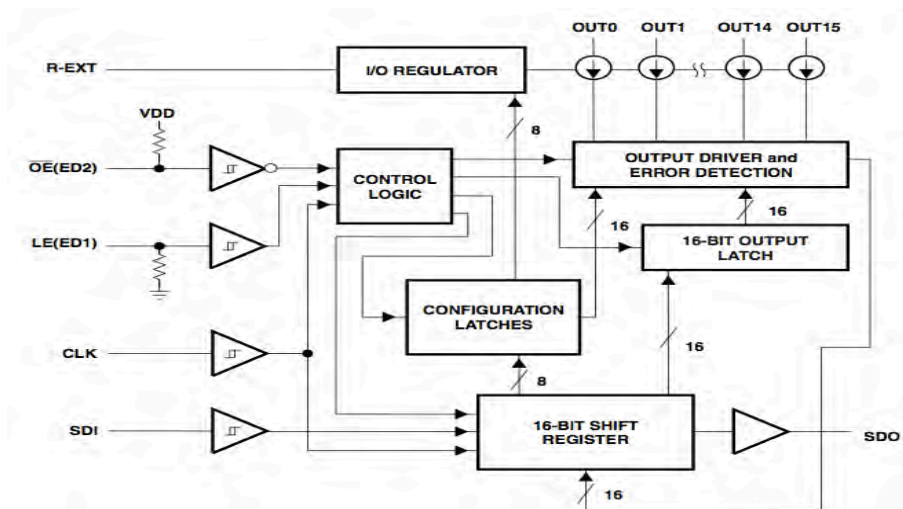 OUT0 OUT1 OUT14 OUT15
R-EXT
I/O REGULATOR
VDD
8
OE(ED2)
CONTROL
LOGIC
OUTPUT DRIVER and
ERROR DETECTION
16
16
LE(ED1)
16-BIT OUTPUT
LATCH
CONFIGURATION
LATCHES
CLK
16
8
SDI
16-BIT SHIFT
REGISTER
SDO
16